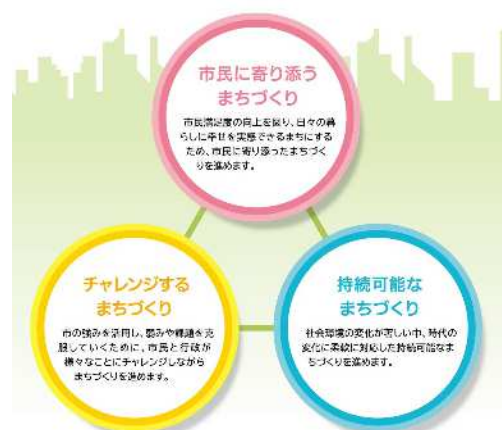 市民に寄り添う
まちづくり
市民満足度の向上を図り、日々の暮
らしに幸せを実感できるまちにする
ため、市民に寄り添ったまちづく
りを進めます。
チャレンジする
まちづくり
市の強みを活用し、弱みや課題を克
服していくために、市民と行政が
様々なことにチャレンジしながら
まちづくりを進めます。
持続可能な
まちづくり
社会環境の変化が著しい中、時代の
変化に柔軟に対応した持続可能なま
ちづくりを進めます。